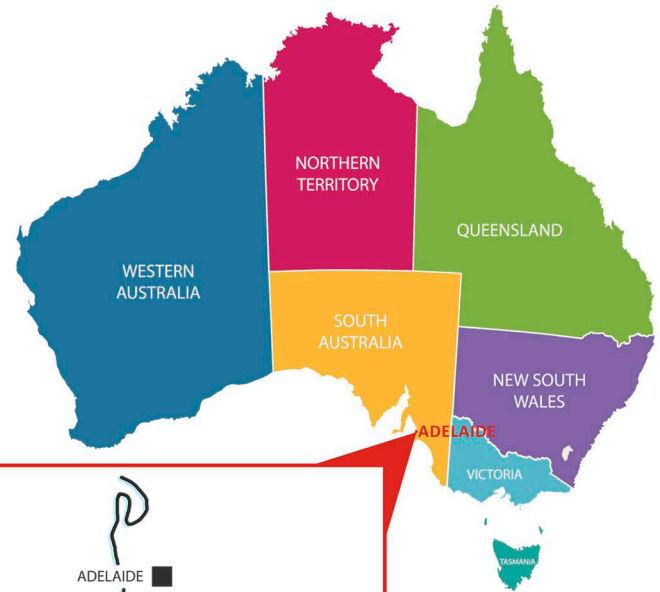 NORTHERN
TERRITORY
QUEENSLAND
WESTERN
AUSTRALIA
SOUTH
AUSTRALIA
NEW SOUTH
WALES
ADELAIDE
VICTORIA
TASMANIA
ADELAIDE